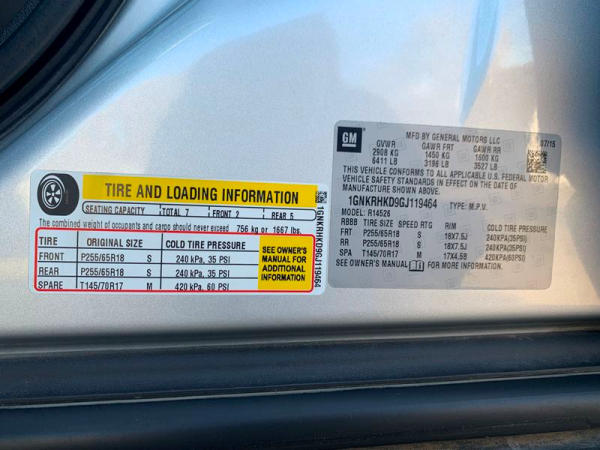 TIRE AND LOADING INFORMATION
SEATING CAPACITY TOTAL 7 FRONT 2 REAR 5
The combined weight of occupants and cargo should never exceed 756 kg or 1667 lbs.
TIRE ORIGINAL SIZE COLD TIRE PRESSURE
FRONT P255/65R18 S 240 kPa, 35 PSI
REAR P255/65R18 S 240 kPa, 35 PSI
SPARE T145/70R17 M 420 kPa, 60 PSI
SEE OWNER'S
MANUAL FOR
ADDITIONAL
INFORMATION
1GNKRHKD9GJ119464
GM
MFD BY GENERAL MOTORS LLC
07/15
GVWR GAWR FRT GAWR RR
2908 KG 1450 KG 1600 KG
6411 LB 3196 LB 3527 LB
THIS VEHICLE CONFORMS TO ALL APPLICABLE U.S. FEDERAL MOTOR
VEHICLE SAFETY STANDARDS IN EFFECT ON THE DATE OF
MANUFACTURE SHOWN ABOVE.
1GNKRHKD9GJ119464 TYPE: M.P.V.
MODEL: R14526
RBBB TIRE SIZE SPEED RTG RIM COLD TIRE PRESSURE
FRT P255/65R18 S 18X7.5J 240KPA(35PSI)
RR P255/65R18 S 18X7.5J 240KPA(35PSI)
SPA T145/70R17 M 17X4.5B 420KPA(60PSI)
SEE OWNER MANUAL FOR MORE INFORMATION.